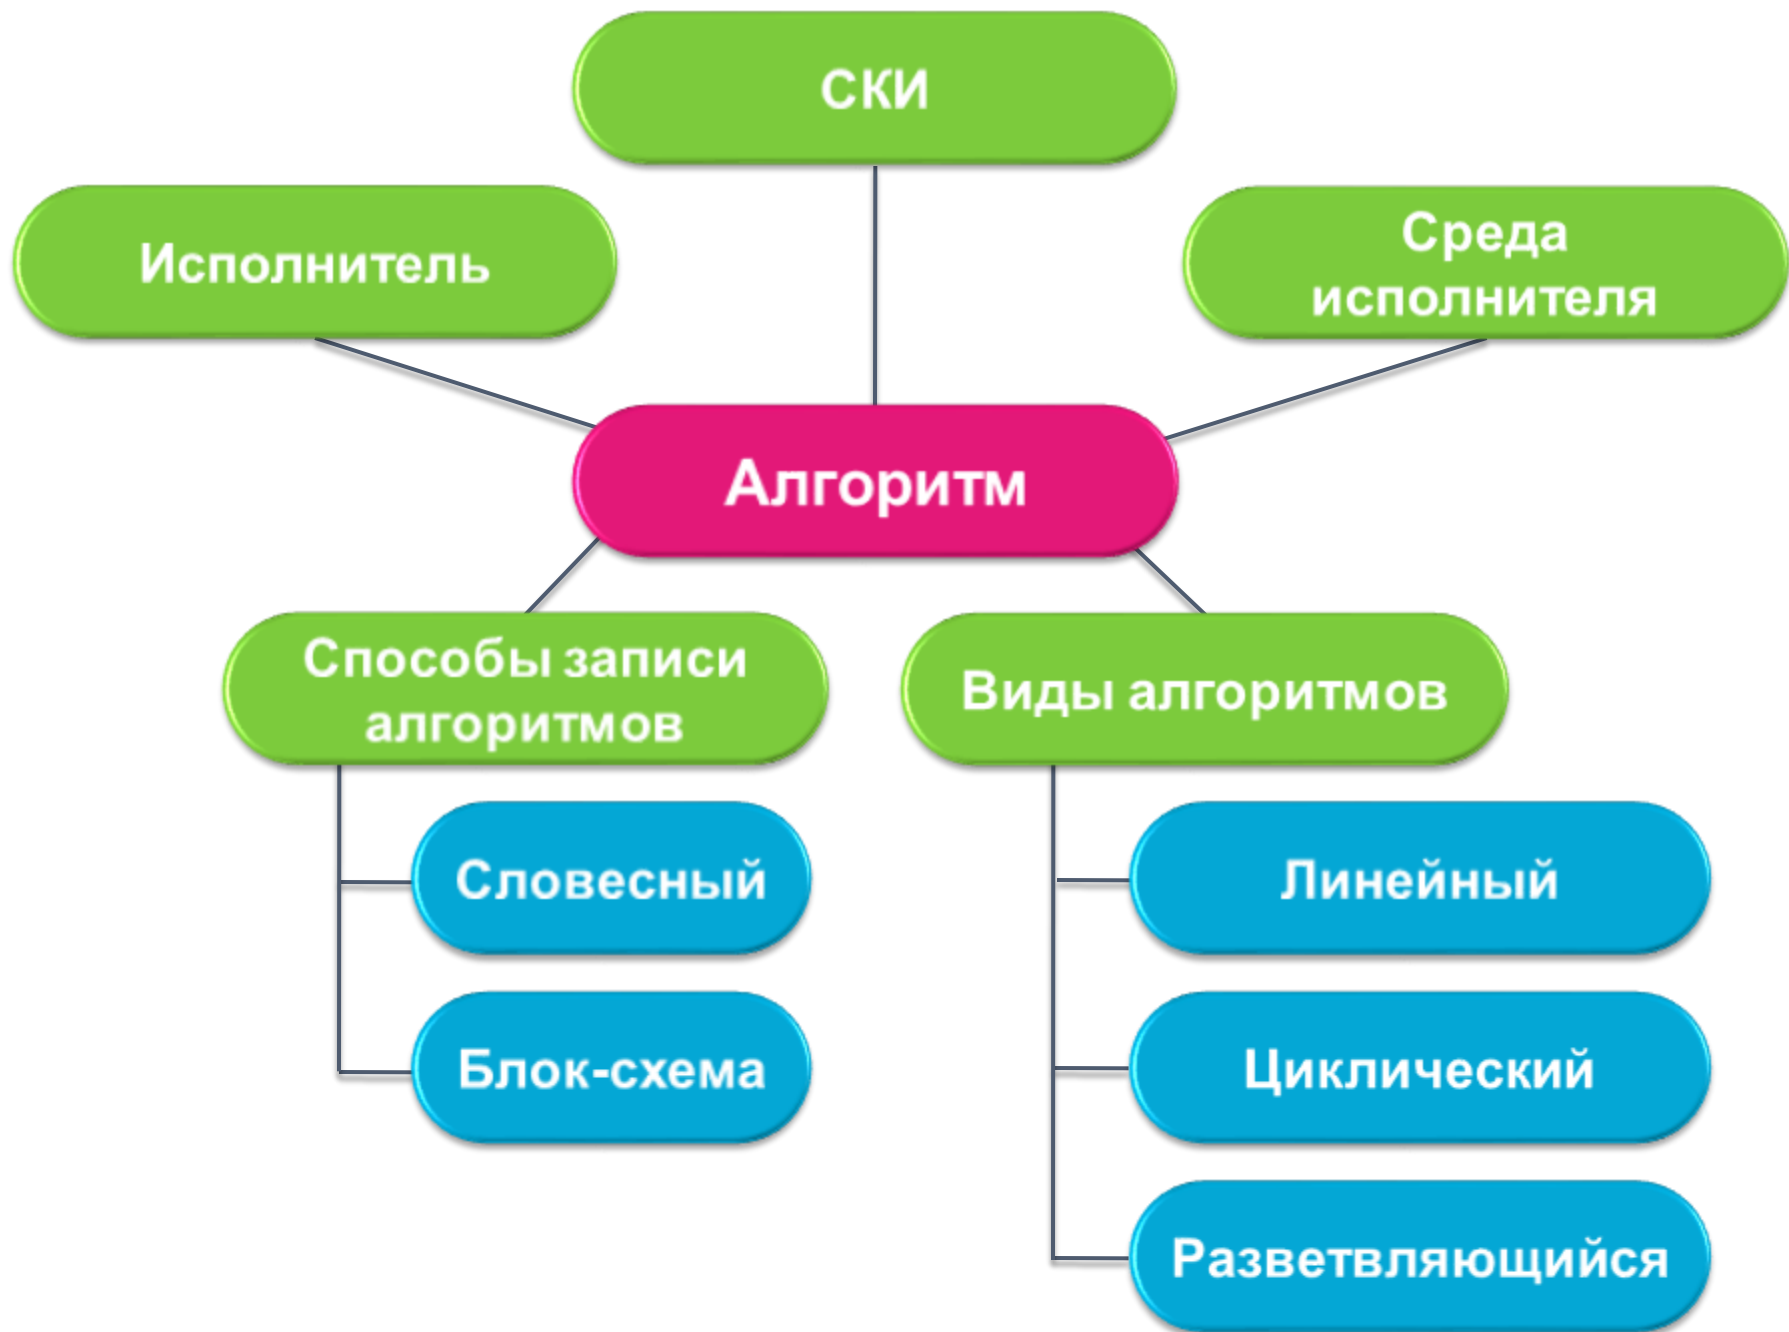 СКИ
Исполнитель
Среда
исполнителя
Алгоритм
Способы записи
алгоритмов
Виды алгоритмов
Словесный
Линейный
Блок-схема
Циклический
Разветвляющийся